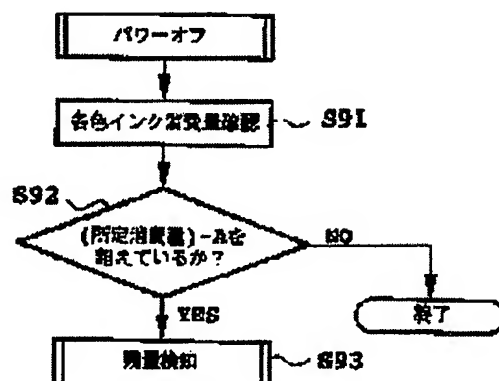 パワーオフ
各色インク消費量確認
S91
S92
(所定消費量)-Aを
超えているか?
NO
YES
終了
残量検知
S93